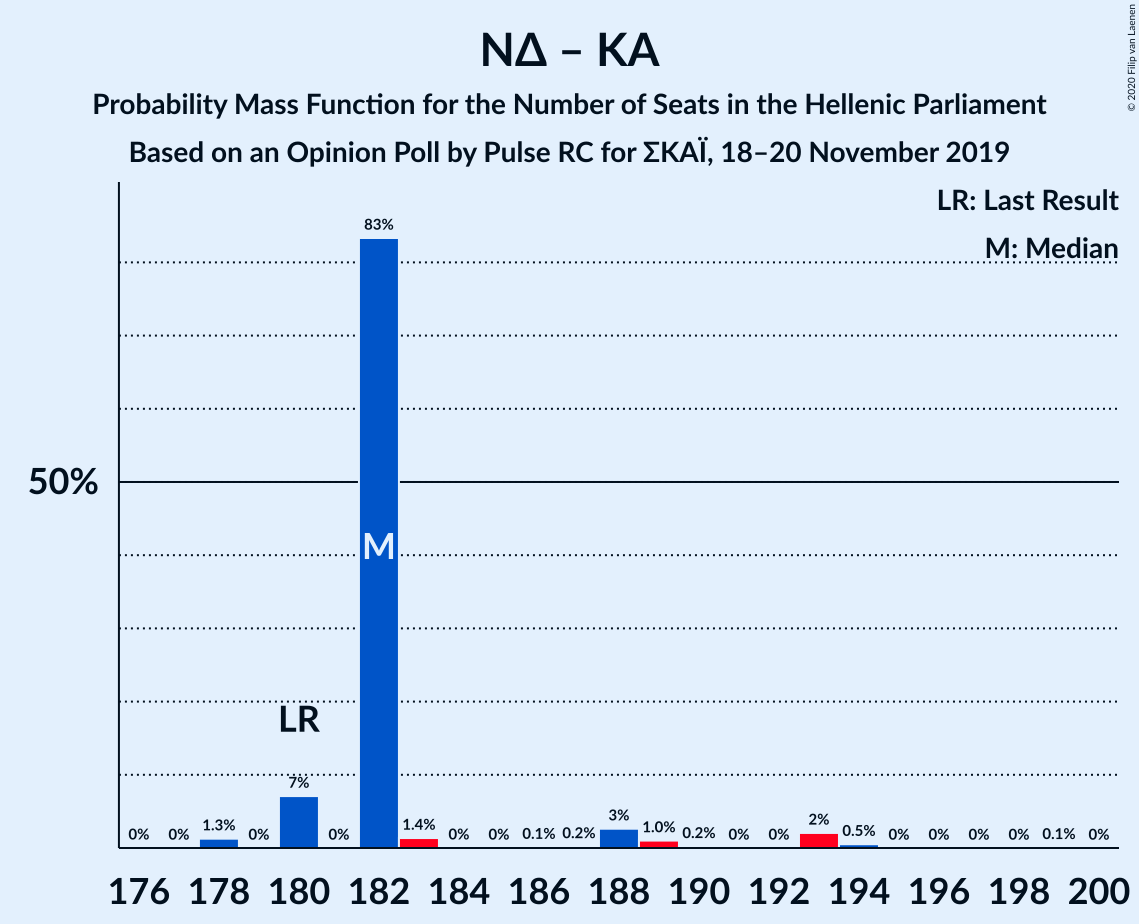 ΝΔ – ΚΑ
Probability Mass Function for the Number of Seats in the Hellenic Parliament
Based on an Opinion Poll by Pulse RC for ΣΚΑΪ, 18–20 November 2019
© 2020 Filip van Laenen
LR: Last Result
M: Median
50%
LR
M
0% 0% 1.3% 0% 7% 0% 83% 1.4% 0% 0% 0.1% 0.2% 3% 1.0% 0.2% 0% 0% 2% 0.5% 0% 0% 0% 0% 0.1% 0%
176 178 180 182 184 186 188 190 192 194 196 198 200